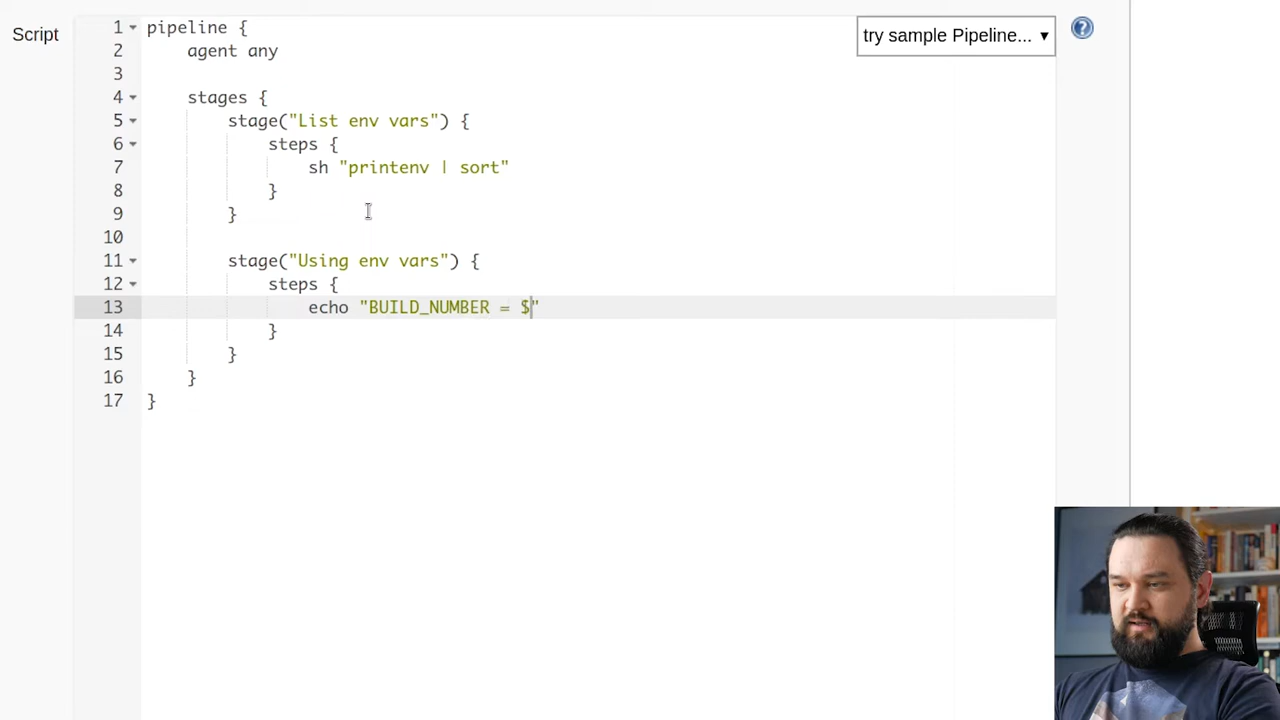 Script
try sample Pipeline... ▾
?
1 pipeline {
2     agent any
3
4     stages {
5         stage("List env vars") {
6             steps {
7                 sh "printenv | sort"
8             }
9         }
10
11         stage("Using env vars") {
12             steps {
13                 echo "BUILD_NUMBER = $"
14             }
15         }
16     }
17 }